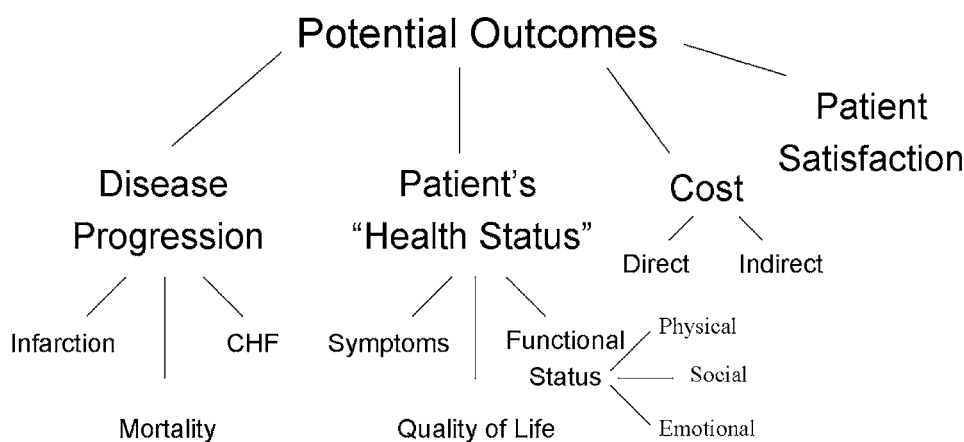 Potential Outcomes
Patient
Satisfaction
Disease
Progression
Patient's
“Health Status”
Cost
Direct
Indirect
Infarction
CHF
Mortality
Symptoms
Quality of Life
Functional
Status
Physical
Social
Emotional